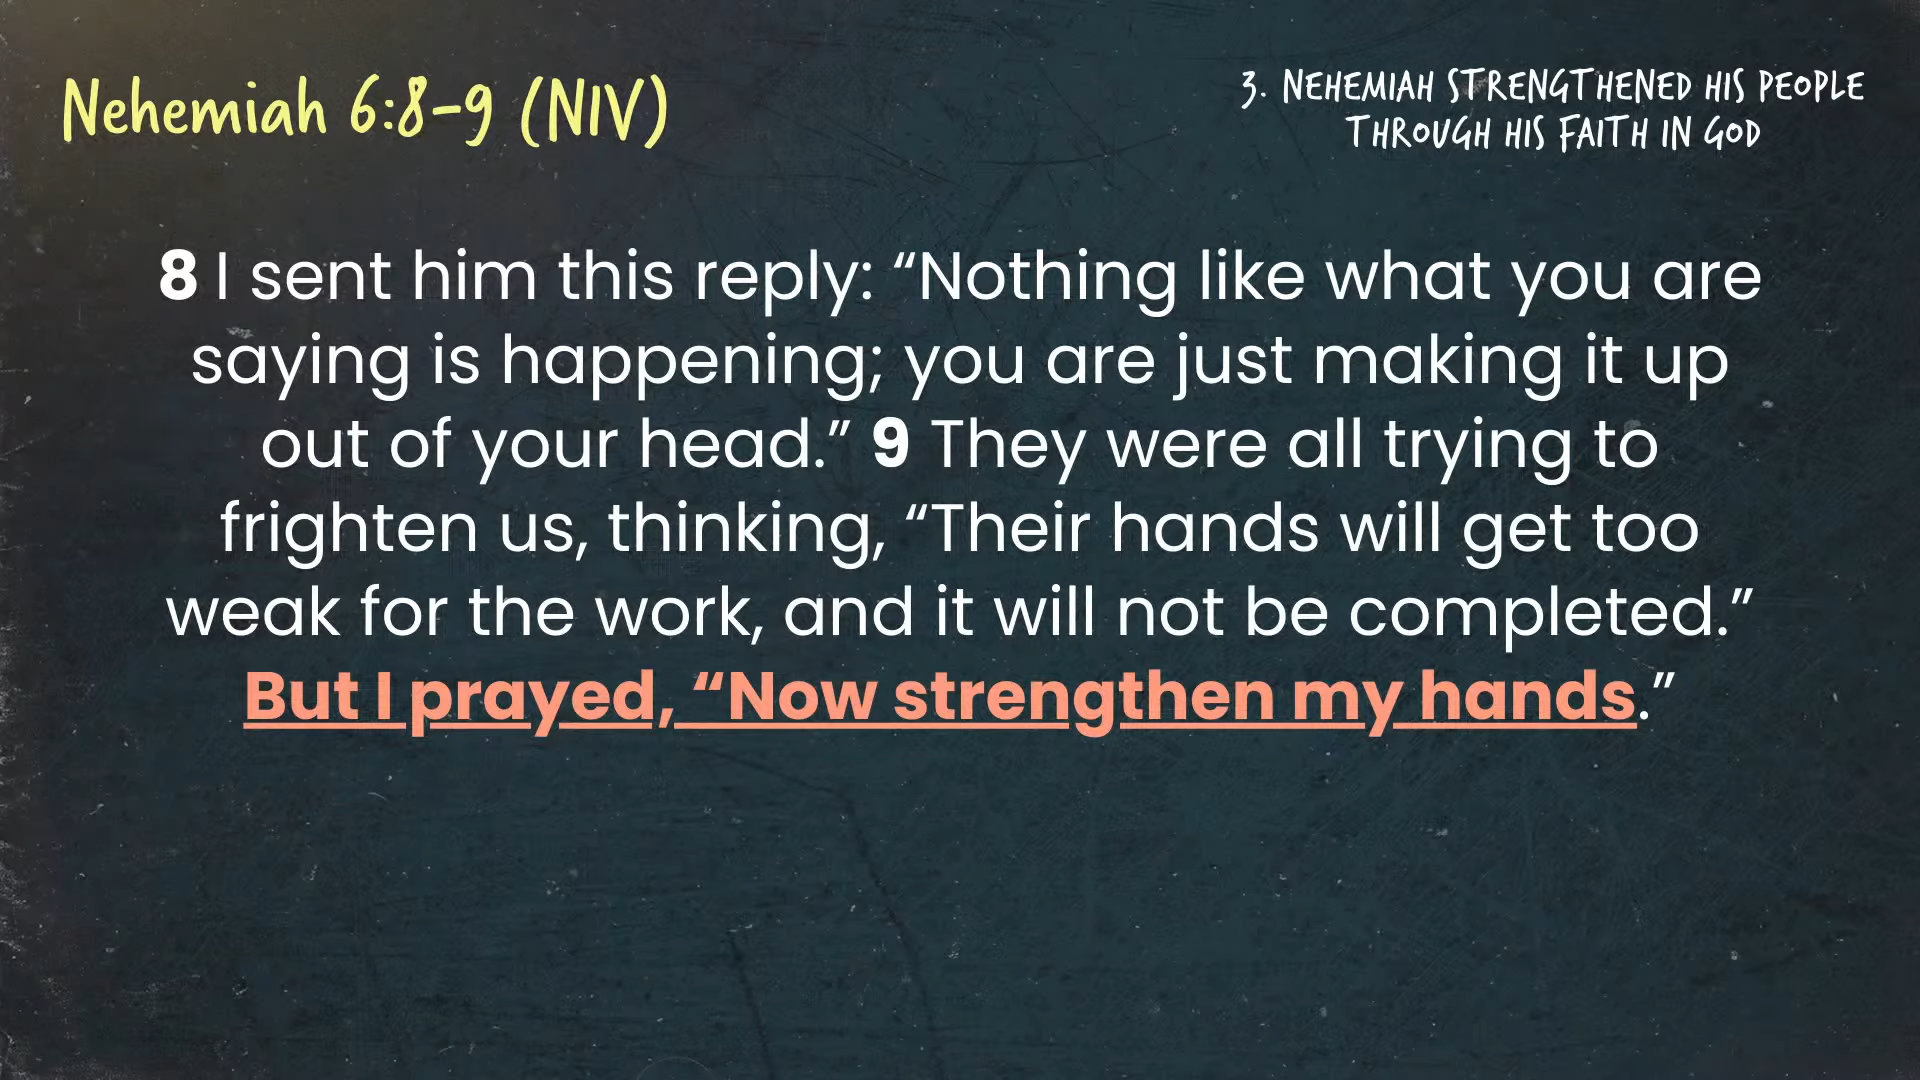 Nehemiah 6:8-9 (NIV)
3. NEHEMIAH STRENGTHENED HIS PEOPLE
THROUGH HIS FAITH IN GOD
8 I sent him this reply: “Nothing like what you are
saying is happening; you are just making it up
out of your head.” 9 They were all trying to
frighten us, thinking, “Their hands will get too
weak for the work, and it will not be completed.”
But I prayed, “Now strengthen my hands.”